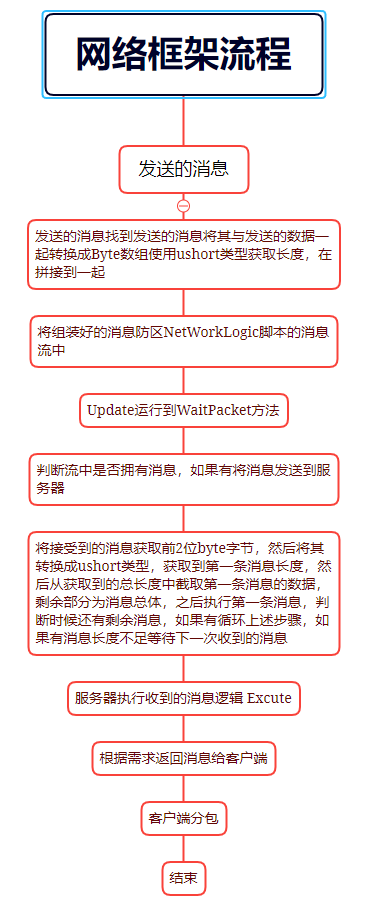 网络框架流程
发送的消息
发送的消息找到发送的消息将其与发送的数据一
起转换成Byte数组使用ushort类型获取长度，在
拼接到一起
将组装好的消息防区NetWorkLogic脚本的消息
流中
Update运行到WaitPacket方法
判断流中是否拥有消息，如果有将消息发送到服
务器
将接受到的消息获取前2位byte字节，然后将其
转换成ushort类型，获取到第一条消息长度，然
后从获取到的总长度中截取第一条消息的数据，
剩余部分为消息总体，之后执行第一条消息，判
断时候还有剩余消息，如果有循环上述步骤，如
果有消息长度不足等待下一次收到的消息
服务器执行收到的消息逻辑 Excute
根据需求返回消息给客户端
客户端分包
结束